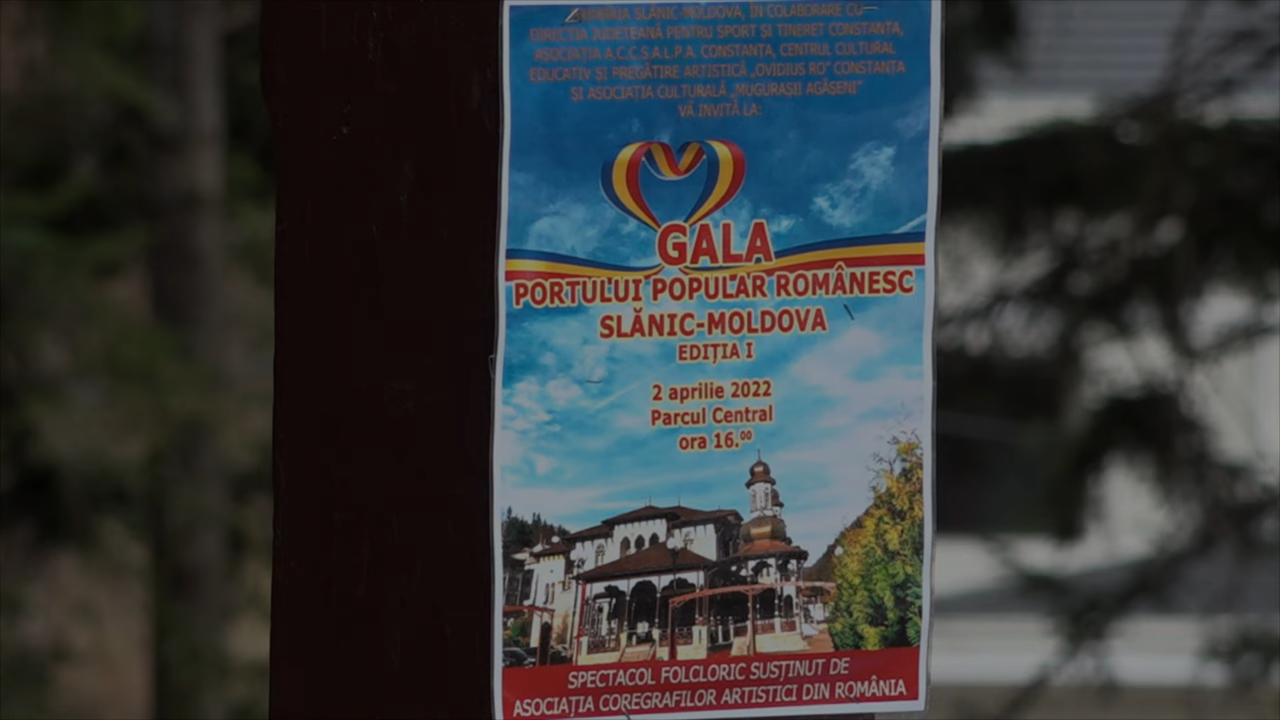 PRIMĂRIA SLĂNIC-MOLDOVA, ÎN COLABORARE CU
DIRECȚIA JUDEȚEANĂ PENTRU SPORT ȘI TINERET CONSTANȚA,
ASOCIAȚIA A.C.C.S.A.L.P.A. CONSTANȚA, CENTRUL CULTURAL
EDUCATIV ȘI PREGĂTIRE ARTISTICĂ „OVIDIUS RO" CONSTANȚA
ȘI ASOCIAȚIA CULTURALĂ „MUGURAȘII AGĂȘENI"
VĂ INVITĂ LA:
GALA
PORTULUI POPULAR ROMÂNESC
SLĂNIC-MOLDOVA
EDIȚIA I
2 aprilie 2022
Parcul Central
ora 16.⁰⁰
SPECTACOL FOLCLORIC SUSȚINUT DE
ASOCIAȚIA COREGRAFILOR ARTISTICI DIN ROMÂNIA